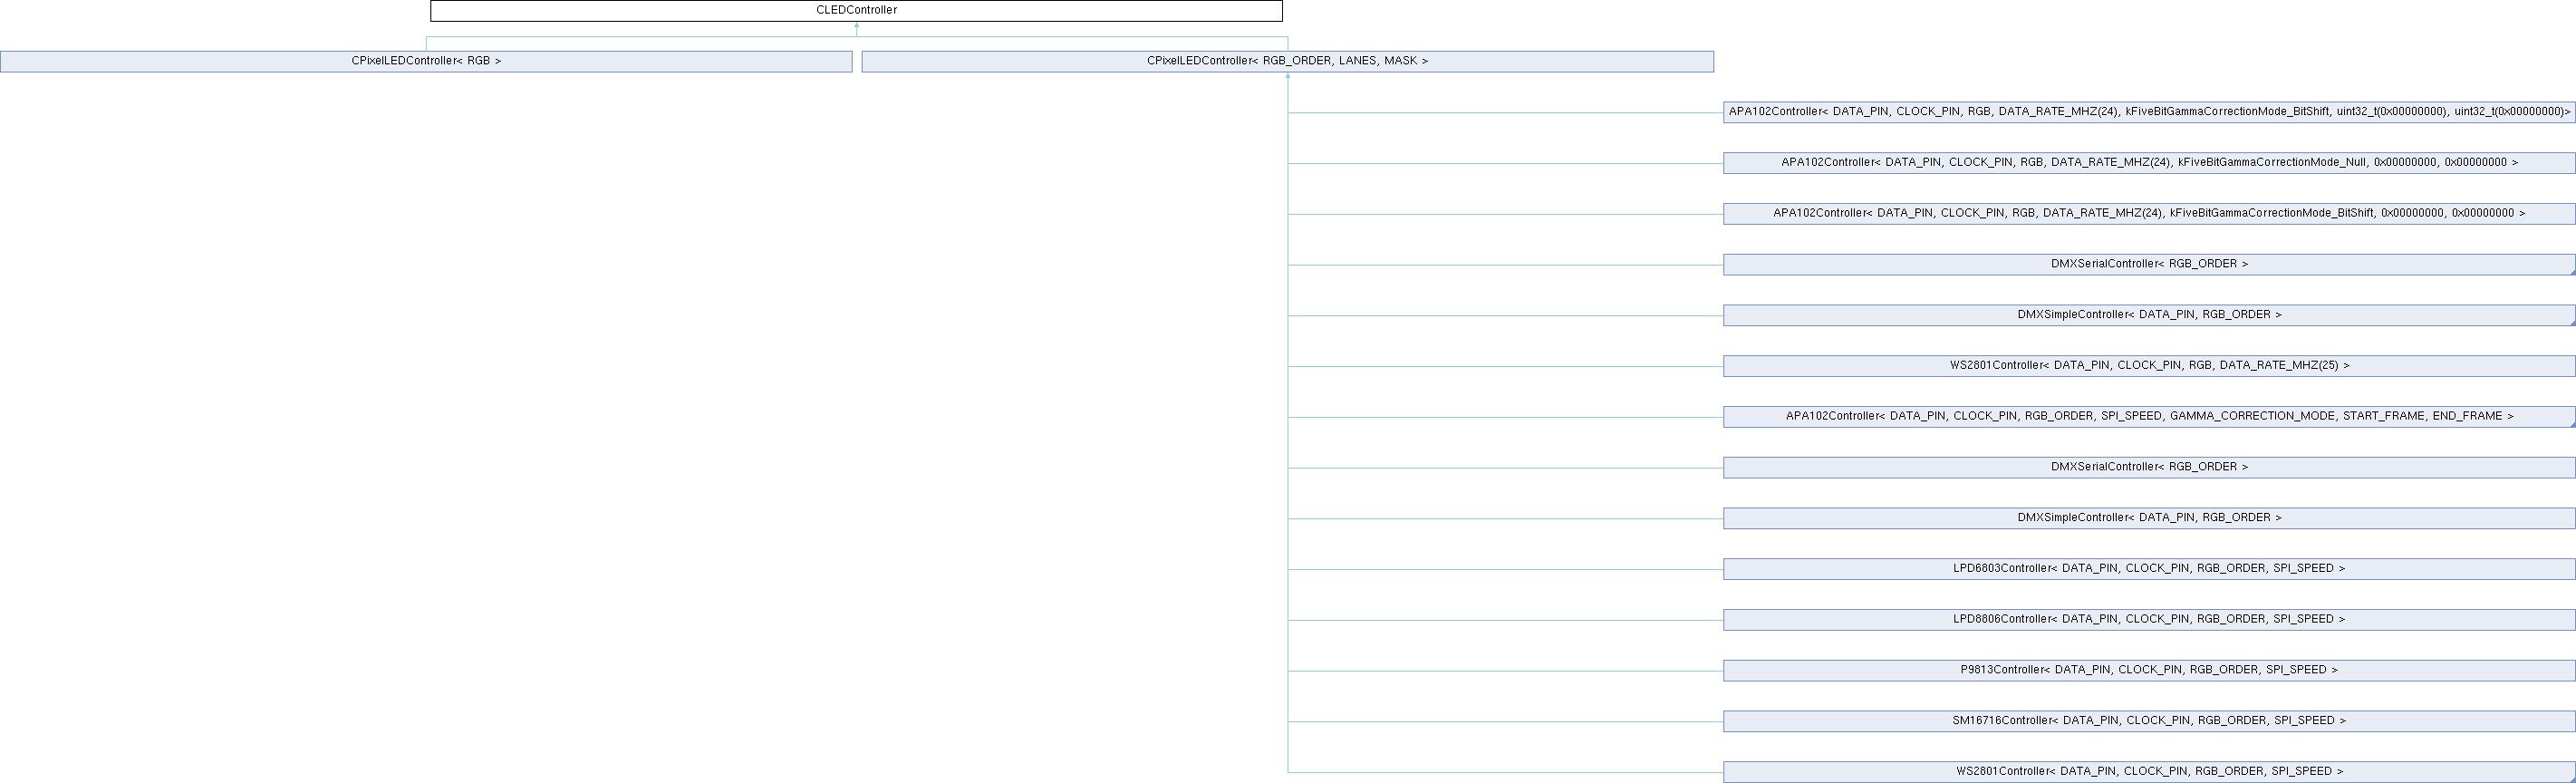 CLEDController
CPixelLEDController< RGB >
CPixelLEDController< RGB_ORDER, LANES, MASK >
APA102Controller< DATA_PIN, CLOCK_PIN, RGB, DATA_RATE_MHZ(24), kFiveBitGammaCorrectionMode_BitShift, uint32_t(0x00000000), uint32_t(0x00000000)>
APA102Controller< DATA_PIN, CLOCK_PIN, RGB, DATA_RATE_MHZ(24), kFiveBitGammaCorrectionMode_Null, 0x00000000, 0x00000000 >
APA102Controller< DATA_PIN, CLOCK_PIN, RGB, DATA_RATE_MHZ(24), kFiveBitGammaCorrectionMode_BitShift, 0x00000000, 0x00000000 >
DMXSerialController< RGB_ORDER >
DMXSimpleController< DATA_PIN, RGB_ORDER >
WS2801Controller< DATA_PIN, CLOCK_PIN, RGB, DATA_RATE_MHZ(25) >
APA102Controller< DATA_PIN, CLOCK_PIN, RGB_ORDER, SPI_SPEED, GAMMA_CORRECTION_MODE, START_FRAME, END_FRAME >
DMXSerialController< RGB_ORDER >
DMXSimpleController< DATA_PIN, RGB_ORDER >
LPD6803Controller< DATA_PIN, CLOCK_PIN, RGB_ORDER, SPI_SPEED >
LPD8806Controller< DATA_PIN, CLOCK_PIN, RGB_ORDER, SPI_SPEED >
P9813Controller< DATA_PIN, CLOCK_PIN, RGB_ORDER, SPI_SPEED >
SM16716Controller< DATA_PIN, CLOCK_PIN, RGB_ORDER, SPI_SPEED >
WS2801Controller< DATA_PIN, CLOCK_PIN, RGB_ORDER, SPI_SPEED >